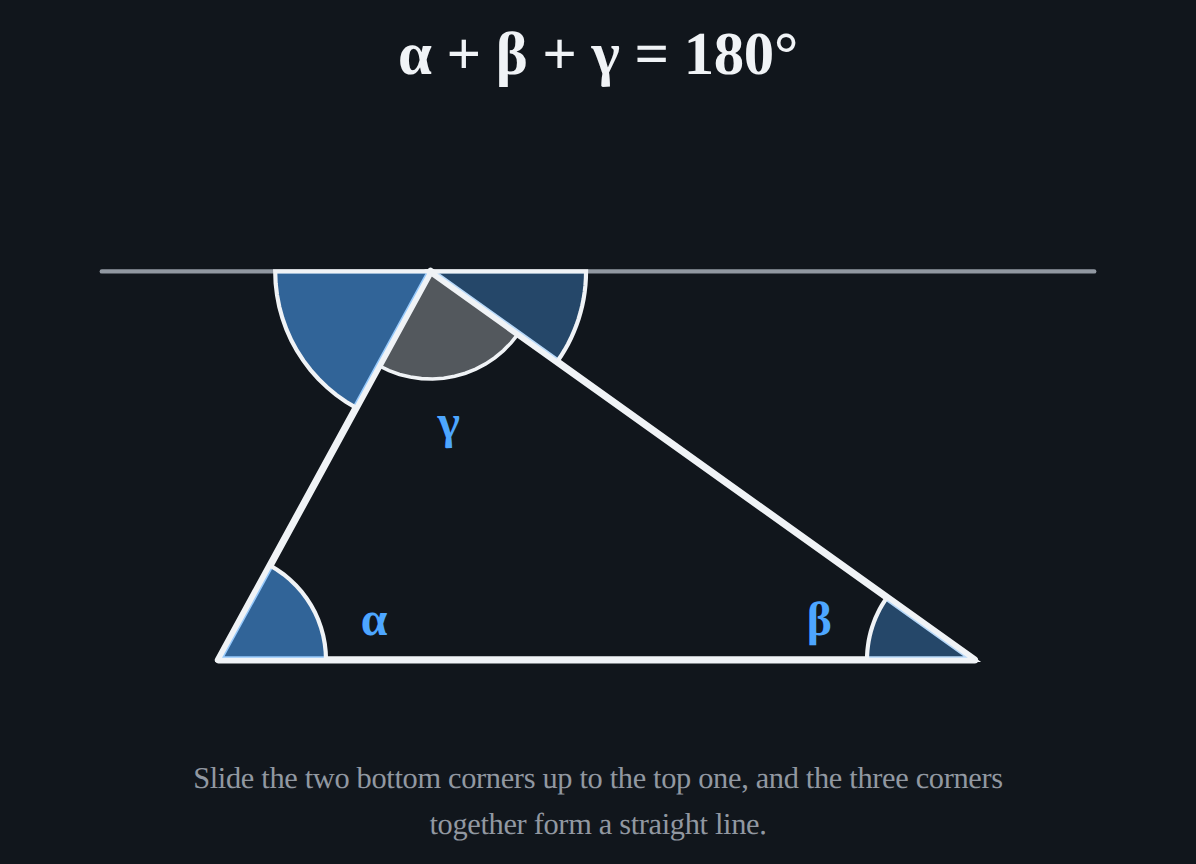 α + β + γ = 180°
γ
α
β
Slide the two bottom corners up to the top one, and the three corners
together form a straight line.